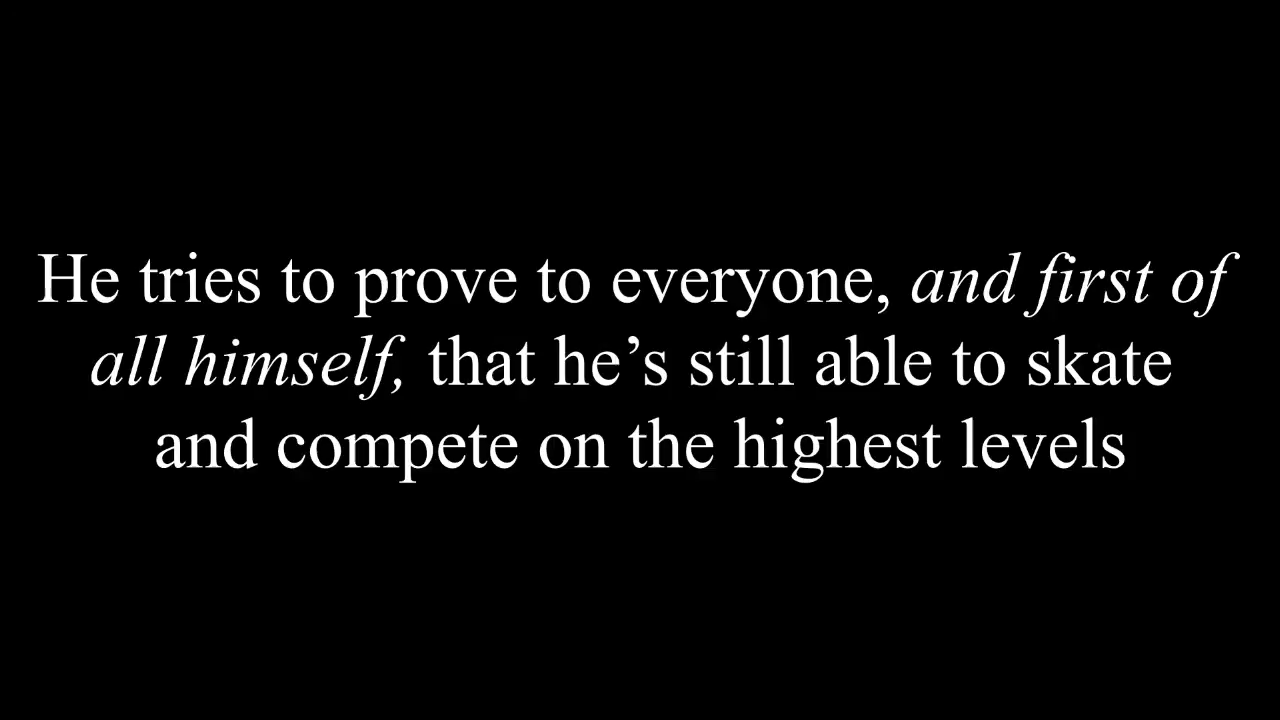 He tries to prove to everyone, and first of
all himself, that he’s still able to skate
and compete on the highest levels